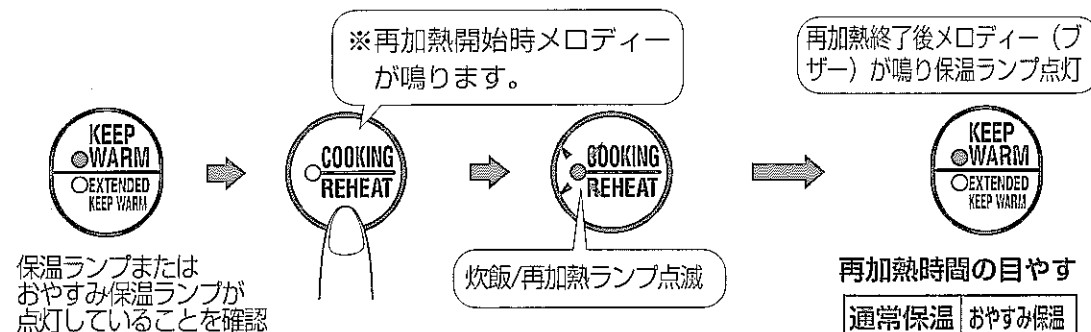 ※再加熱開始時メロディー
が鳴ります。
再加熱終了後メロディー（ブ
ザー）が鳴り保温ランプ点灯
KEEP
WARM
EXTENDED
KEEP WARM
COOKING
REHEAT
COOKING
REHEAT
KEEP
WARM
EXTENDED
KEEP WARM
保温ランプまたは
おやすみ保温ランプが
点灯していることを確認
炊飯/再加熱ランプ点滅
再加熱時間の目やす
通常保温 おやすみ保温